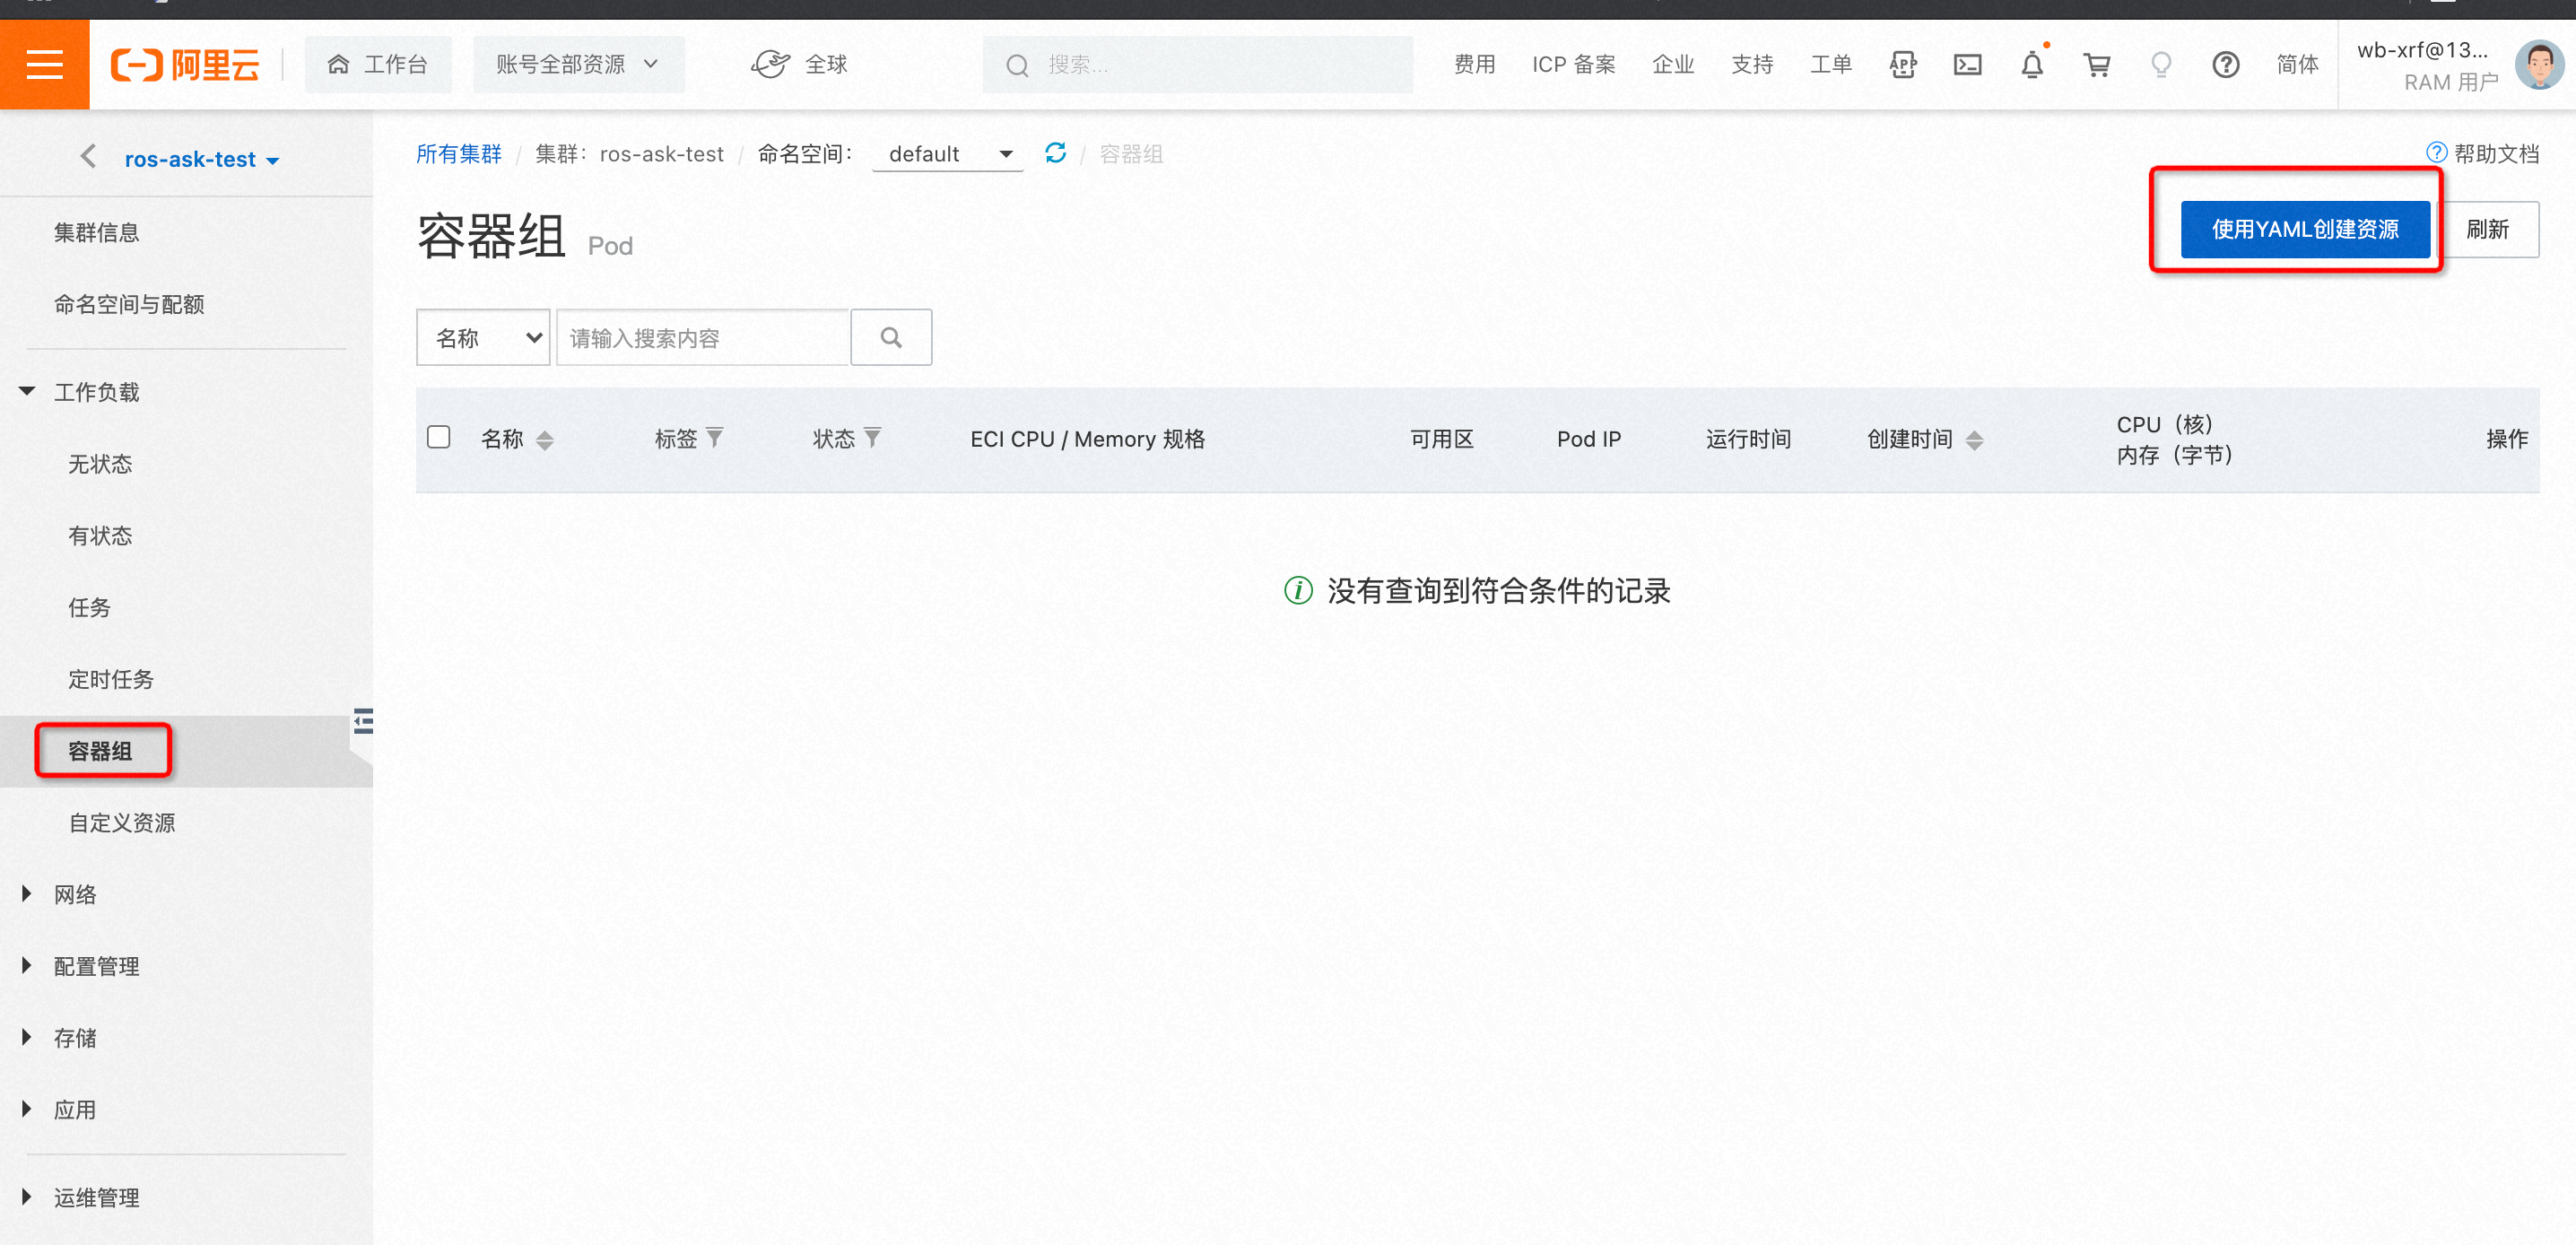 阿里云
工作台
账号全部资源
全球
搜索...
费用
ICP 备案
企业
支持
工单
APP
简体
wb-xrf@13...
RAM 用户
ros-ask-test
所有集群 / 集群：ros-ask-test / 命名空间： default / 容器组
帮助文档
集群信息
命名空间与配额
工作负载
无状态
有状态
任务
定时任务
容器组
自定义资源
网络
配置管理
存储
应用
运维管理
容器组 Pod
使用YAML创建资源
刷新
名称
请输入搜索内容
名称
标签
状态
ECI CPU / Memory 规格
可用区
Pod IP
运行时间
创建时间
CPU（核）
内存（字节）
操作
没有查询到符合条件的记录